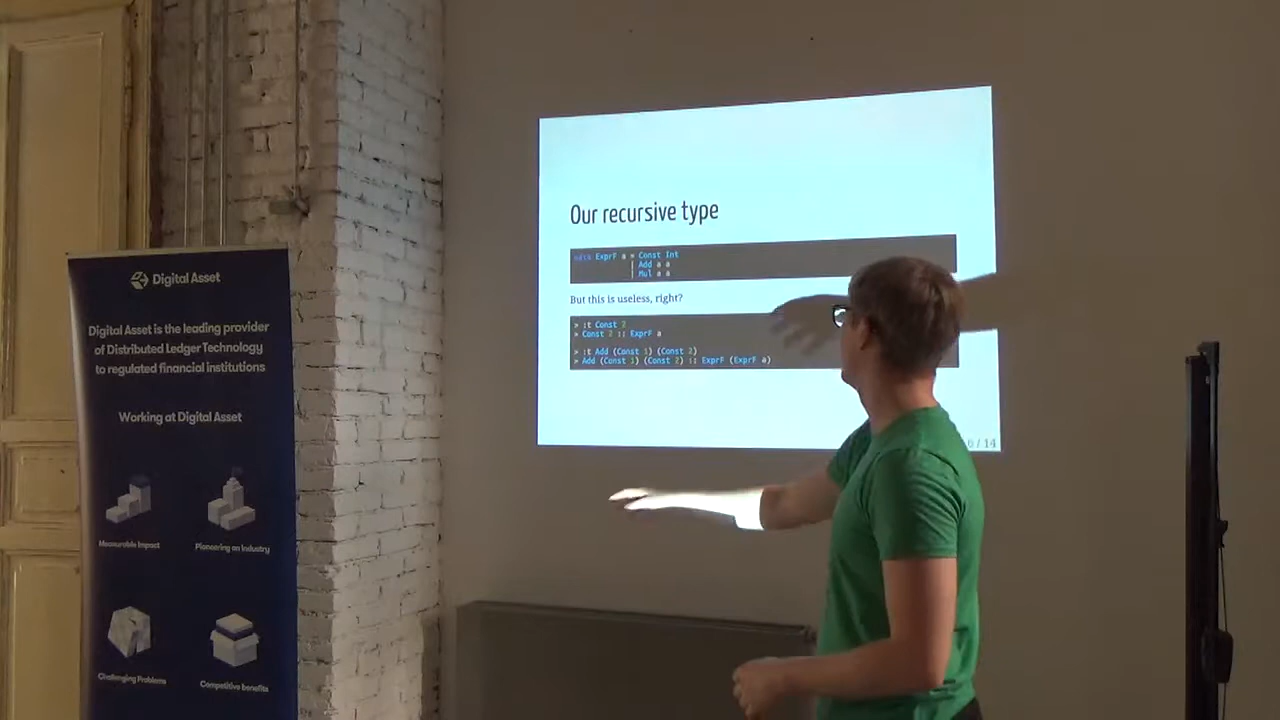 Digital Asset
Digital Asset is the leading provider
of Distributed Ledger Technology
to regulated financial institutions
Working at Digital Asset
Measurable Impact
Pioneering an Industry
Challenging Problems
Competitive benefits
Our recursive type
data ExprF a = Const Int
| Add a a
| Mul a a
But this is useless, right?
> :t Const 2
> Const 2 :: ExprF a
> :t Add (Const 1) (Const 2)
> Add (Const 1) (Const 2) :: ExprF (ExprF a)
6 / 14